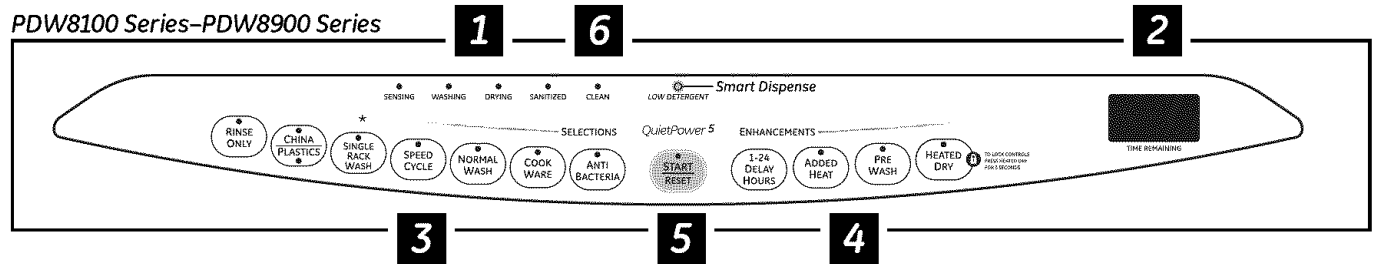 PDW8100 Series–PDW8900 Series
1 6 2
SENSING WASHING DRYING SANITIZED CLEAN LOW DETERGENT Smart Dispense
*
SELECTIONS QuietPower 5 ENHANCEMENTS
RINSE
ONLY
CHINA
PLASTICS
SINGLE
RACK
WASH
SPEED
CYCLE
NORMAL
WASH
COOK
WARE
ANTI
BACTERIA
START
RESET
1-24
DELAY
HOURS
ADDED
HEAT
PRE
WASH
HEATED
DRY
TO LOCK CONTROLS
PRESS HEATED DRY
FOR 3 SECONDS
TIME REMAINING
3 5 4